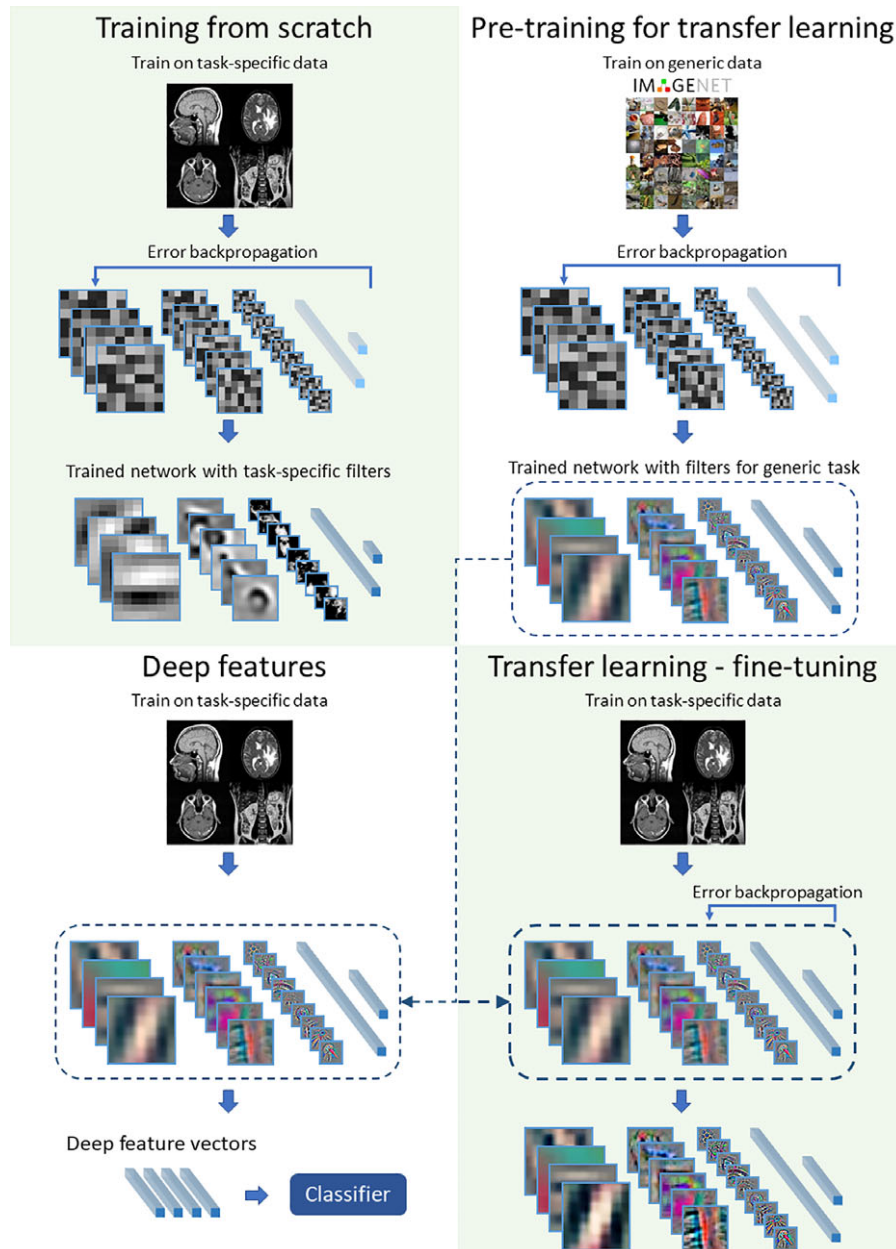 Training from scratch
Train on task-specific data
Error backpropagation
Trained network with task-specific filters
Pre-training for transfer learning
Train on generic data
IMAGENET
Error backpropagation
Trained network with filters for generic task
Deep features
Train on task-specific data
Deep feature vectors
Classifier
Transfer learning - fine-tuning
Train on task-specific data
Error backpropagation